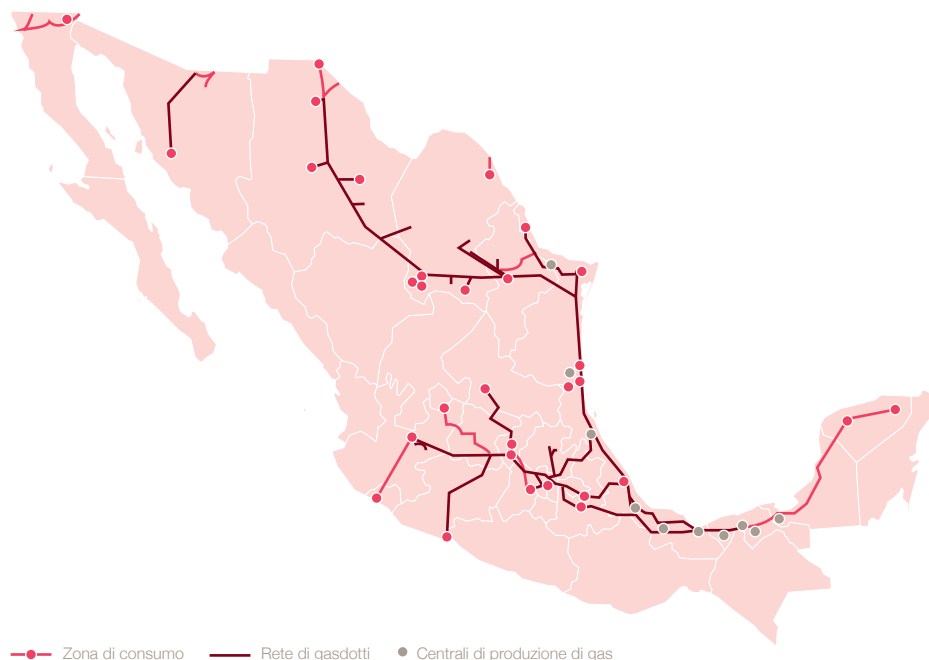 Zona di consumo Rete di gasdotti Centrali di produzione di gas